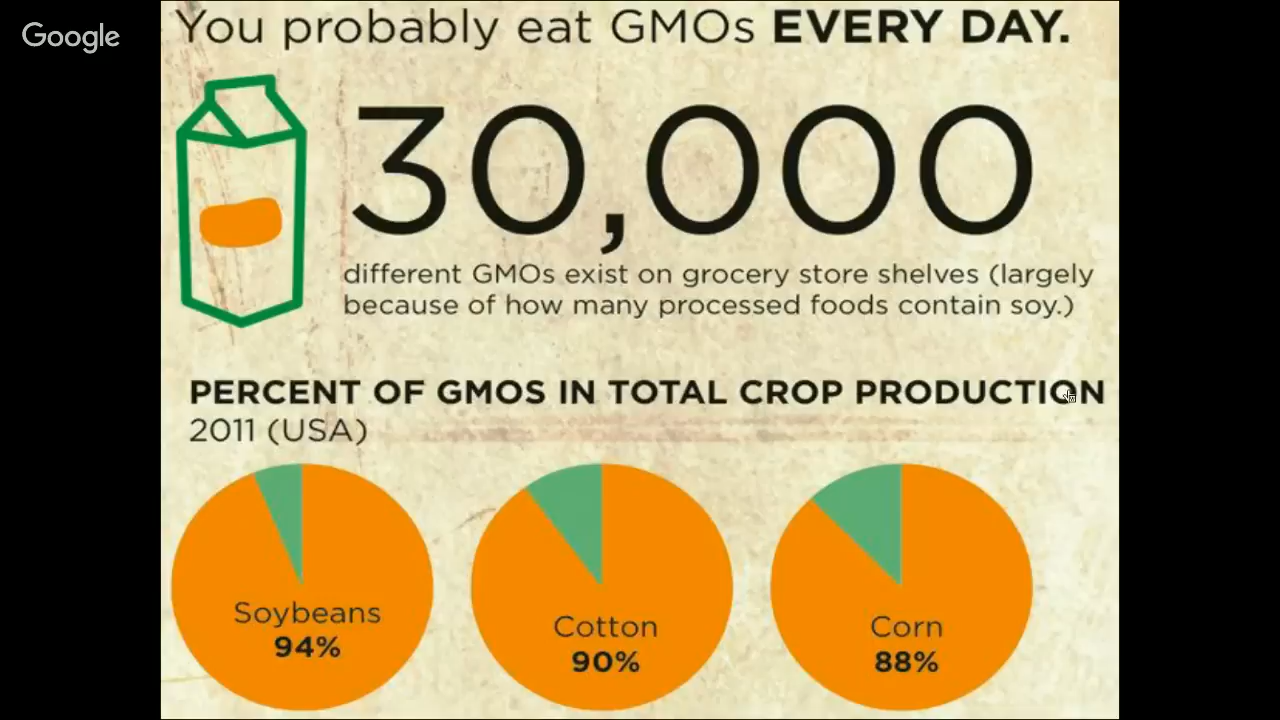 Google
You probably eat GMOs EVERY DAY.
30,000
different GMOs exist on grocery store shelves (largely
because of how many processed foods contain soy.)
PERCENT OF GMOS IN TOTAL CROP PRODUCTION
2011 (USA)
Soybeans
94%
Cotton
90%
Corn
88%